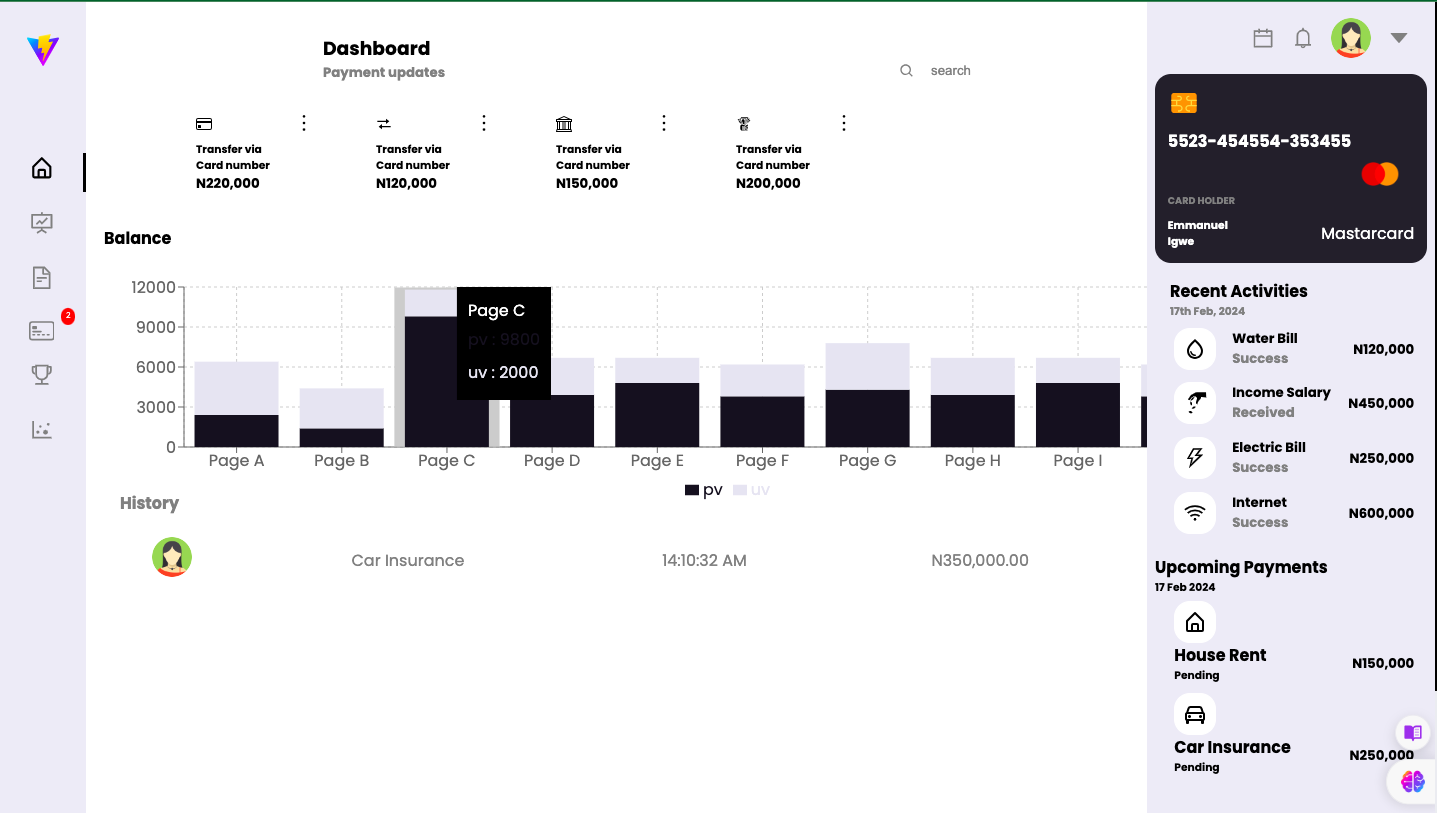 Dashboard
Payment updates
search
Transfer via
Card number
N220,000
Transfer via
Card number
N120,000
Transfer via
Card number
N150,000
Transfer via
Card number
N200,000
Balance
12000
9000
6000
3000
0
Page C
pv : 9800
uv : 2000
Page A
Page B
Page C
Page D
Page E
Page F
Page G
Page H
Page I
pv
uv
History
Car Insurance
14:10:32 AM
N350,000.00
2
5523-454554-353455
CARD HOLDER
Emmanuel
Igwe
Mastarcard
Recent Activities
17th Feb, 2024
Water Bill
Success
N120,000
Income Salary
Received
N450,000
Electric Bill
Success
N250,000
Internet
Success
N600,000
Upcoming Payments
17 Feb 2024
House Rent
Pending
N150,000
Car Insurance
Pending
N250,000